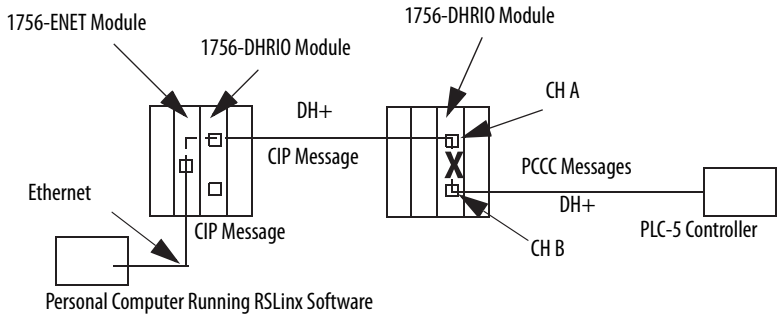 1756-ENET Module
1756-DHRIO Module
1756-DHRIO Module
CH A
DH+
CIP Message
X
PCCC Messages
DH+
Ethernet
CIP Message
CH B
PLC-5 Controller
Personal Computer Running RSLinx Software